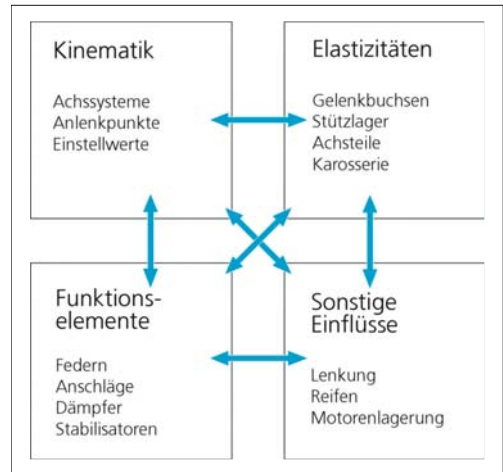 Kinematik
Achssysteme
Anlenkpunkte
Einstellwerte
Elastizitäten
Gelenkbuchsen
Stützlager
Achsteile
Karosserie
Funktions-
elemente
Federn
Anschläge
Dämpfer
Stabilisatoren
Sonstige
Einflüsse
Lenkung
Reifen
Motorenlagerung